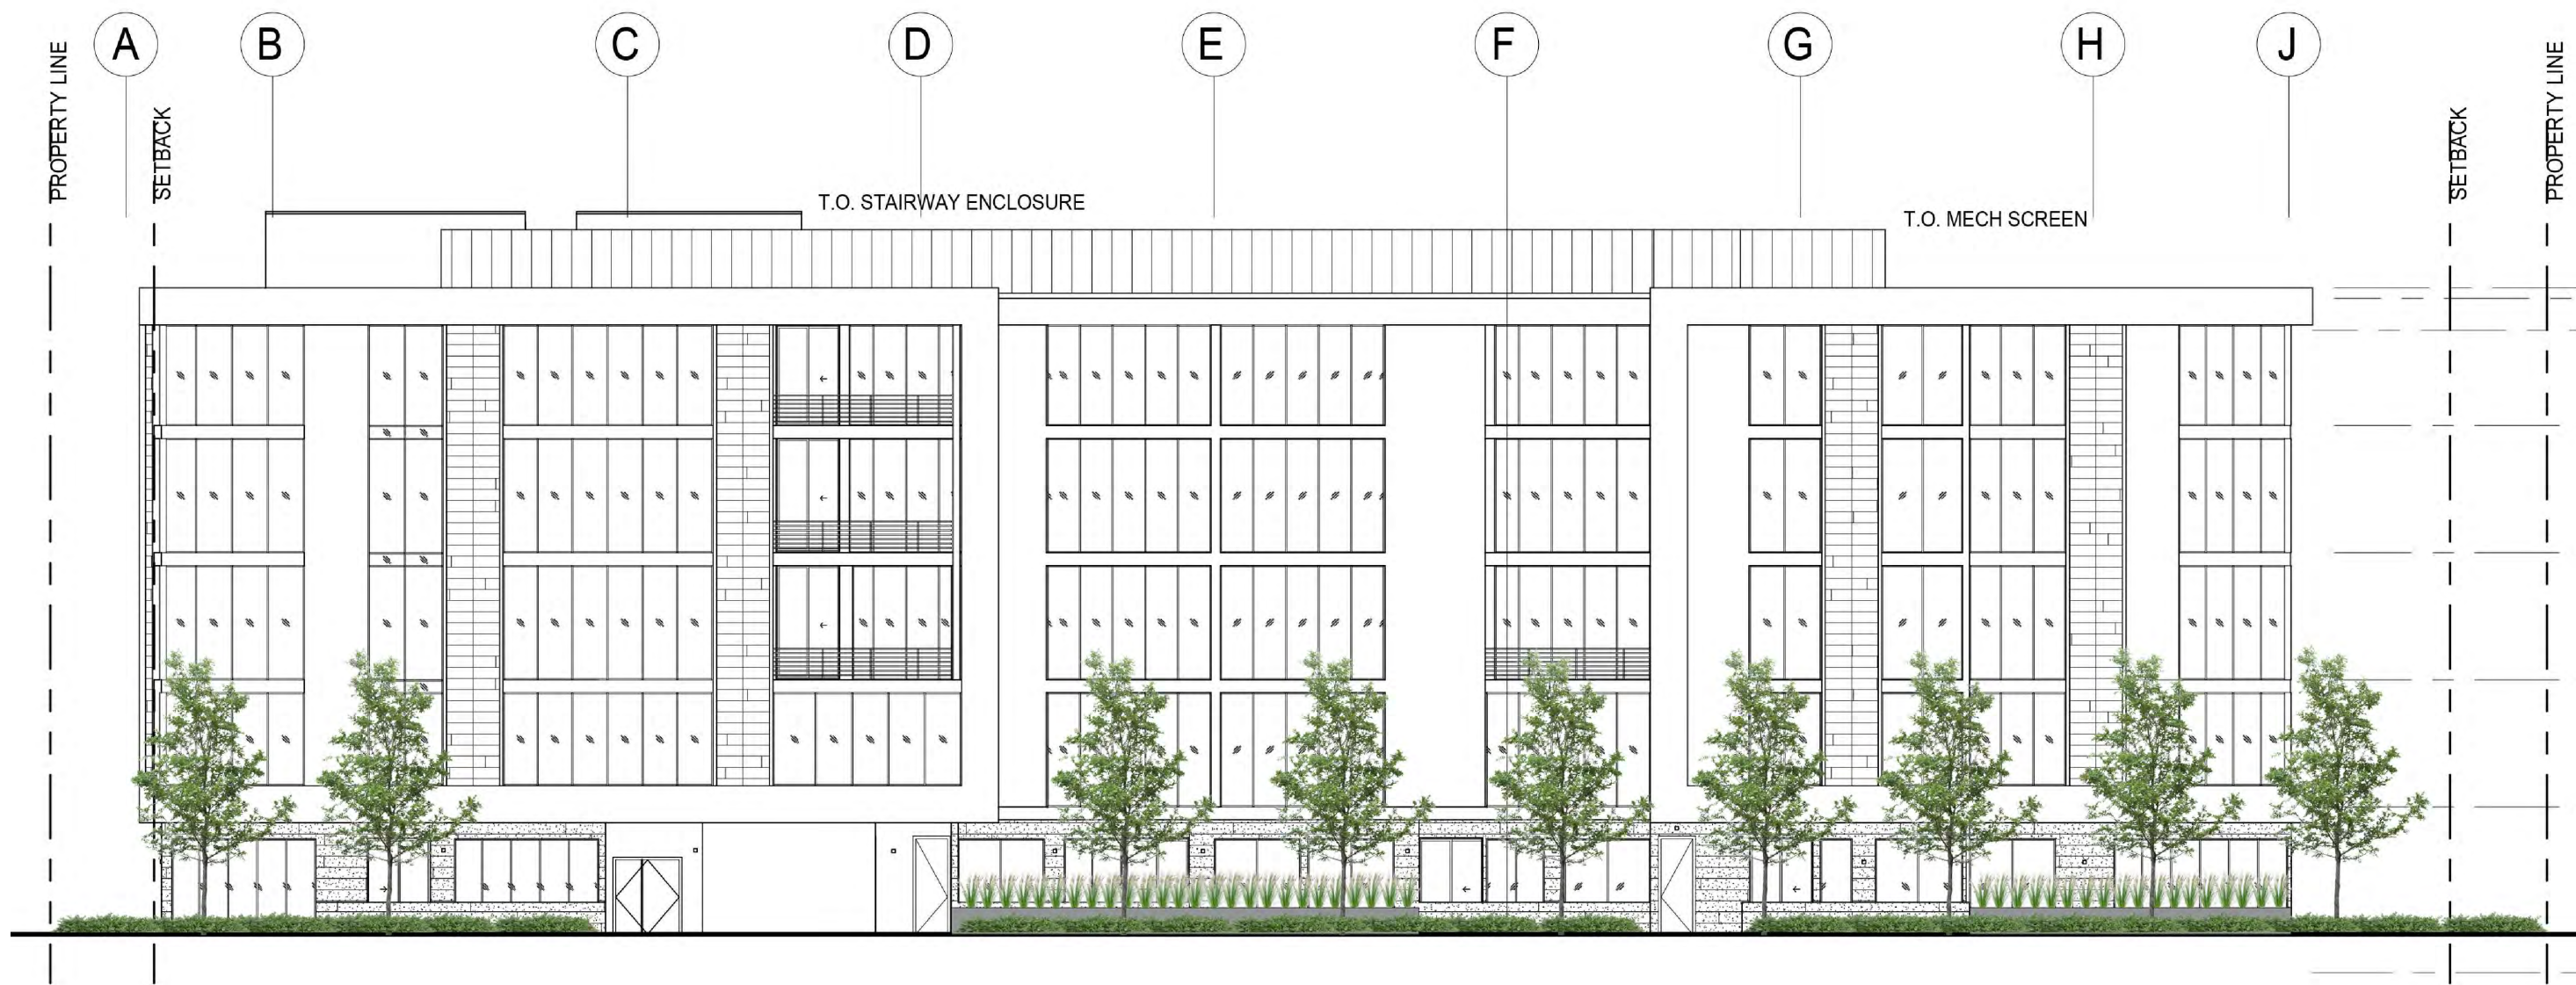 PROPERTY LINE
A
SETBACK
B
C
D
E
F
G
H
J
SETBACK
PROPERTY LINE
T.O. STAIRWAY ENCLOSURE
T.O. MECH SCREEN